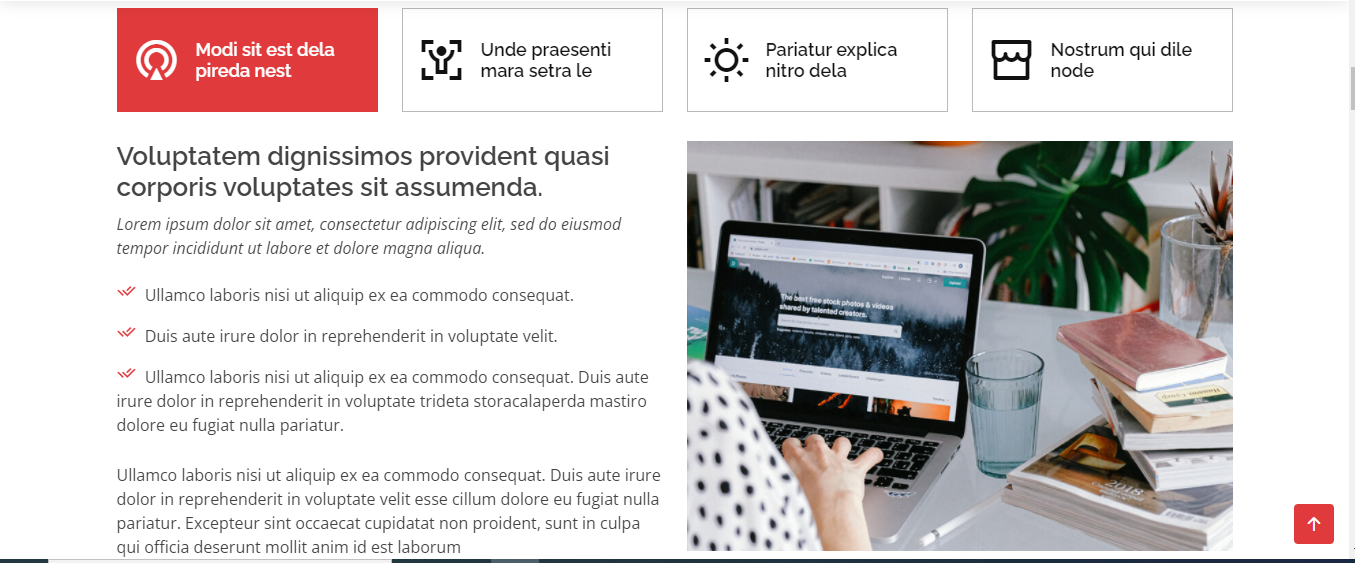 Modi sit est dela
pireda nest
Unde praesenti
mara setra le
Pariatur explica
nitro dela
Nostrum qui dile
node
Voluptatem dignissimos provident quasi
corporis voluptates sit assumenda.
Lorem ipsum dolor sit amet, consectetur adipiscing elit, sed do eiusmod
tempor incididunt ut labore et dolore magna aliqua.
Ullamco laboris nisi ut aliquip ex ea commodo consequat.
Duis aute irure dolor in reprehenderit in voluptate velit.
Ullamco laboris nisi ut aliquip ex ea commodo consequat. Duis aute
irure dolor in reprehenderit in voluptate trideta storacalaperda mastiro
dolore eu fugiat nulla pariatur.
Ullamco laboris nisi ut aliquip ex ea commodo consequat. Duis aute irure
dolor in reprehenderit in voluptate velit esse cillum dolore eu fugiat nulla
pariatur. Excepteur sint occaecat cupidatat non proident, sunt in culpa
qui officia deserunt mollit anim id est laborum
The best free stock photos & videos
shared by talented creators.
2018